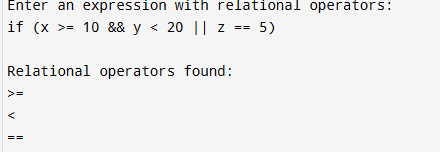 Enter an expression with relational operators:
if (x >= 10 && y < 20 || z == 5)
Relational operators found:
>=
<
==